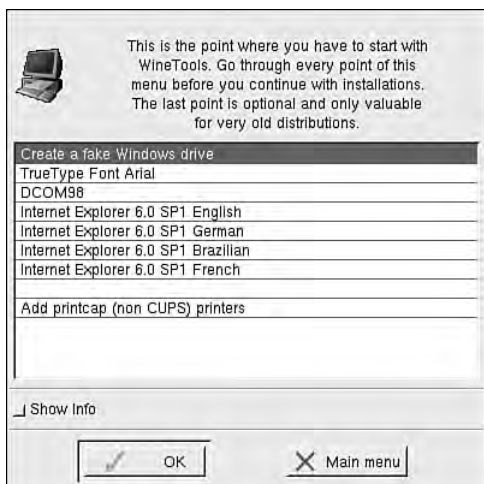 This is the point where you have to start with
WineTools. Go through every point of this
menu before you continue with installations.
The last point is optional and only valuable
for very old distributions.
Create a fake Windows drive
TrueType Font Arial
DCOM98
Internet Explorer 6.0 SP1 English
Internet Explorer 6.0 SP1 German
Internet Explorer 6.0 SP1 Brazilian
Internet Explorer 6.0 SP1 French
Add printcap (non CUPS) printers
Show Info
OK
Main menu